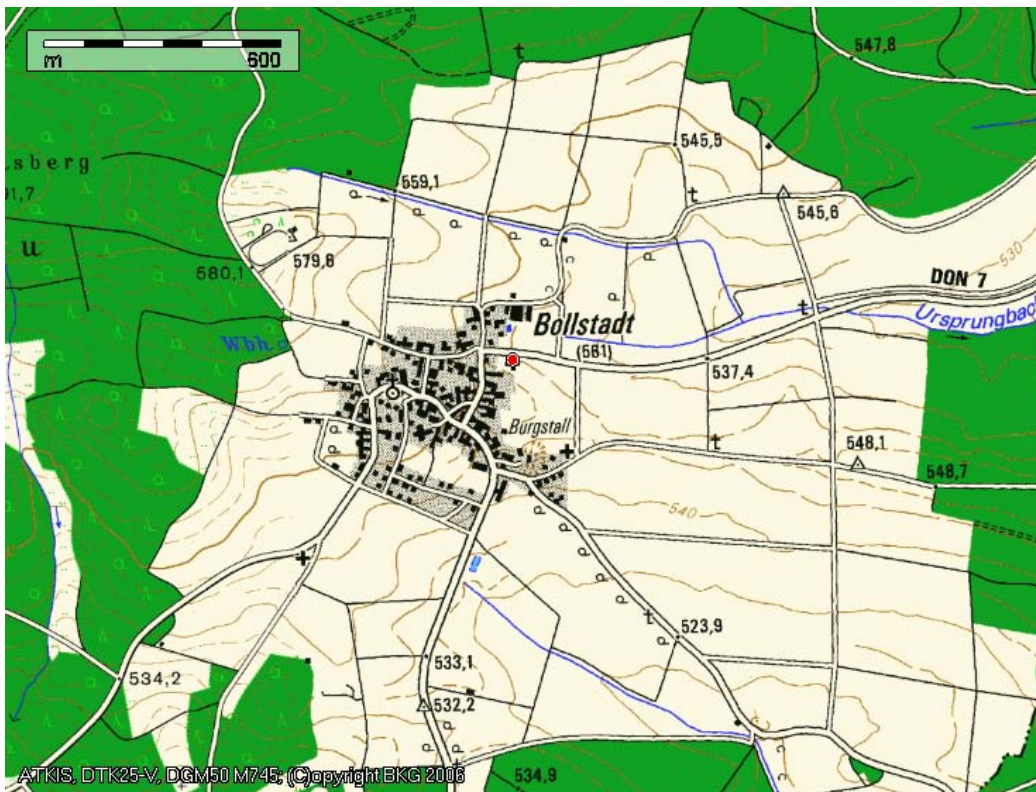 m 600
547,8
545,5
sberg
559,1
91,7
545,6
u
579,6
580,1
530
DON 7
Bollstadt
Ursprungbac
Wbh
(561)
537,4
Burgstall
548,1
548,7
540
523,9
533,1
534,2
532,2
534,9
ATKIS, DTK25-V, DGM50 M745; (C)opyright BKG 2006